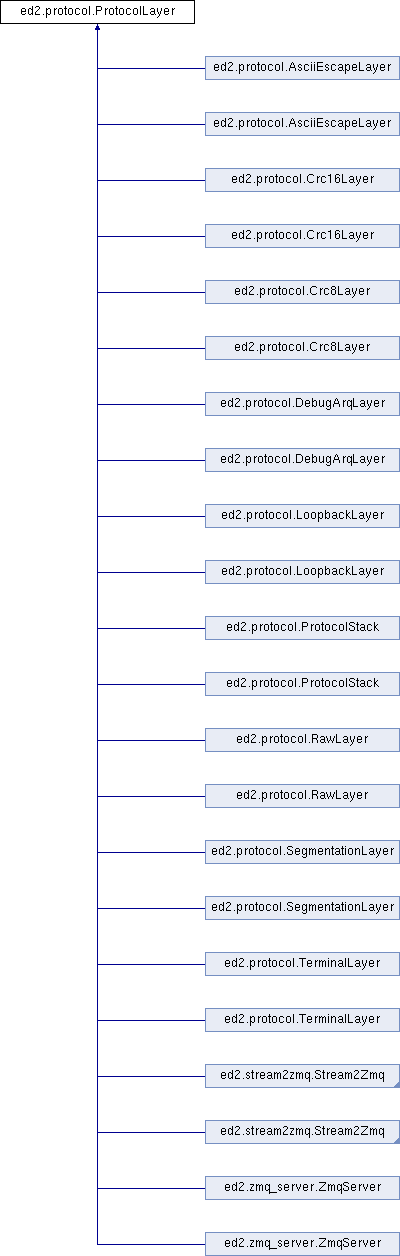 ed2.protocol.ProtocolLayer
ed2.protocol.AsciiEscapeLayer
ed2.protocol.AsciiEscapeLayer
ed2.protocol.Crc16Layer
ed2.protocol.Crc16Layer
ed2.protocol.Crc8Layer
ed2.protocol.Crc8Layer
ed2.protocol.DebugArqLayer
ed2.protocol.DebugArqLayer
ed2.protocol.LoopbackLayer
ed2.protocol.LoopbackLayer
ed2.protocol.ProtocolStack
ed2.protocol.ProtocolStack
ed2.protocol.RawLayer
ed2.protocol.RawLayer
ed2.protocol.SegmentationLayer
ed2.protocol.SegmentationLayer
ed2.protocol.TerminalLayer
ed2.protocol.TerminalLayer
ed2.stream2zmq.Stream2Zmq
ed2.stream2zmq.Stream2Zmq
ed2.zmq_server.ZmqServer
ed2.zmq_server.ZmqServer